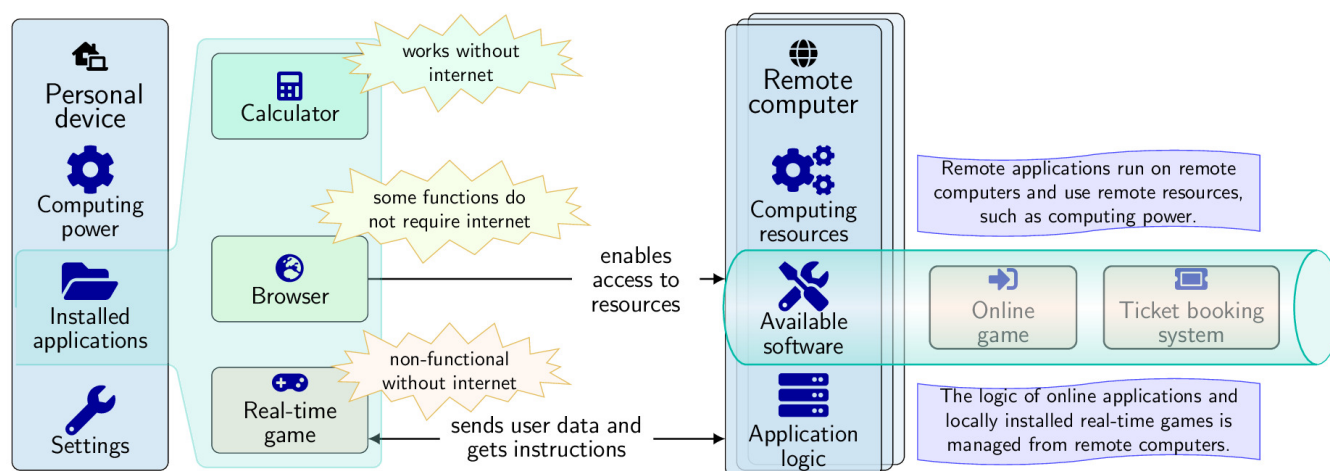 Personal
device
Computing
power
Installed
applications
Settings
works without
internet
Calculator
some functions do
not require internet
Browser
non-functional
without internet
Real-time
game
enables
access to
resources
sends user data and
gets instructions
Remote
computer
Computing
resources
Available
software
Application
logic
Remote applications run on remote
computers and use remote resources,
such as computing power.
Online
game
Ticket booking
system
The logic of online applications and
locally installed real-time games is
managed from remote computers.